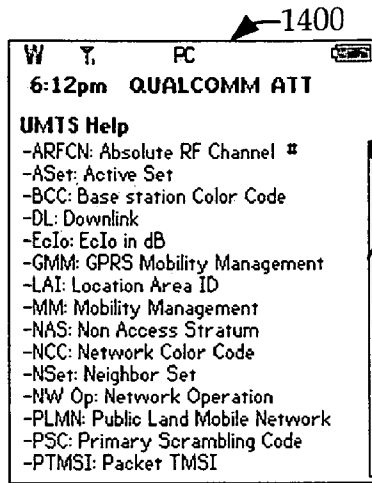 1400
W PC
6:12pm QUALCOMM ATT
UMTS Help
-ARFCN: Absolute RF Channel #
-ASet: Active Set
-BCC: Base station Color Code
-DL: Downlink
-EcIo: EcIo in dB
-GMM: GPRS Mobility Management
-LAI: Location Area ID
-MM: Mobility Management
-NAS: Non Access Stratum
-NCC: Network Color Code
-NSet: Neighbor Set
-NW Op: Network Operation
-PLMN: Public Land Mobile Network
-PSC: Primary Scrambling Code
-PTMSI: Packet TMSI